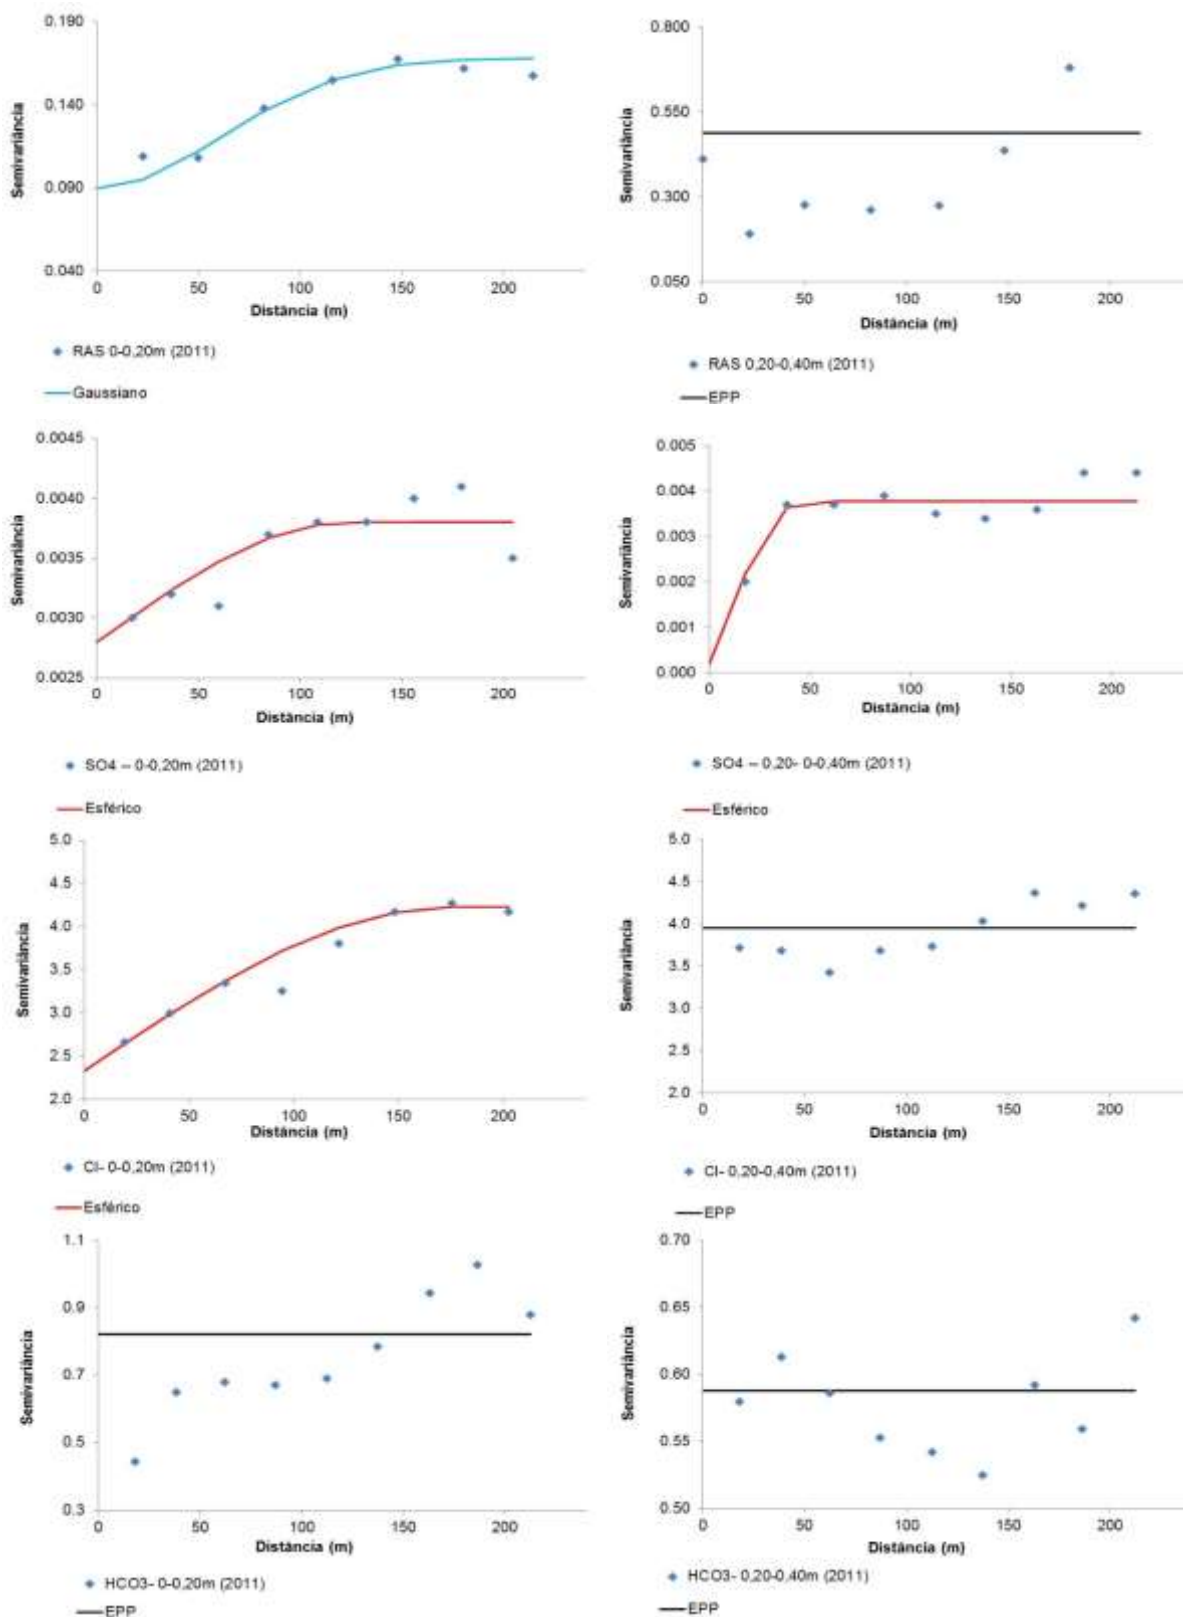 0.190
0.140
0.090
0.040
Semivariância
0 50 100 150 200
Distância (m)
RAS 0-0,20m (2011)
Gaussiano
0.800
0.550
0.300
0.050
Semivariância
0 50 100 150 200
Distância (m)
RAS 0,20-0,40m (2011)
EPP
0.0045
0.0040
0.0035
0.0030
0.0025
Semivariância
0 50 100 150 200
Distância (m)
SO4 -- 0-0,20m (2011)
Esférico
0.005
0.004
0.003
0.002
0.001
0.000
Semivariância
0 50 100 150 200
Distância (m)
SO4 -- 0,20- 0-0,40m (2011)
Esférico
5.0
4.5
4.0
3.5
3.0
2.5
2.0
Semivariância
0 50 100 150 200
Distância (m)
Cl- 0-0,20m (2011)
Esférico
5.0
4.5
4.0
3.5
3.0
2.5
2.0
Semivariância
0 50 100 150 200
Distância (m)
Cl- 0,20-0,40m (2011)
EPP
1.1
0.9
0.7
0.5
0.3
Semivariância
0 50 100 150 200
Distância (m)
HCO3- 0-0,20m (2011)
EPP
0.70
0.65
0.60
0.55
0.50
Semivariância
0 50 100 150 200
Distância (m)
HCO3- 0,20-0,40m (2011)
EPP